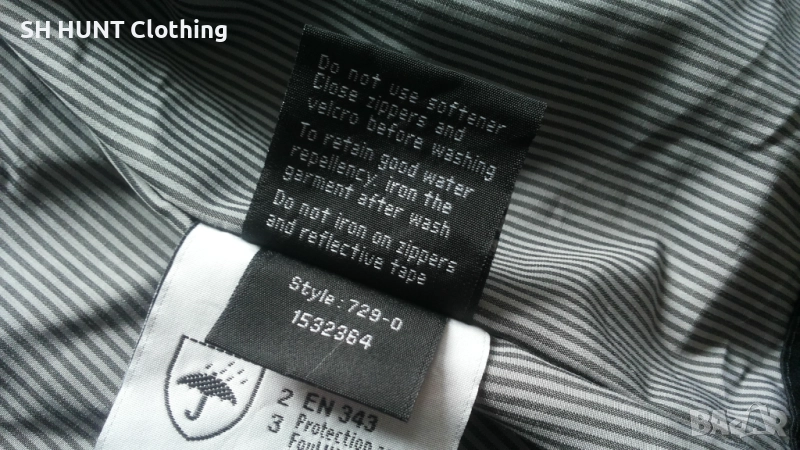 SH HUNT Clothing
Do not use softener
Close zippers and
velcro before washing
To retain good water
repellency, iron the
garment after wash
Do not iron on zippers
and reflective tape
Style: 729-0
1532364
2 EN 343
3 Protection
BAZAR